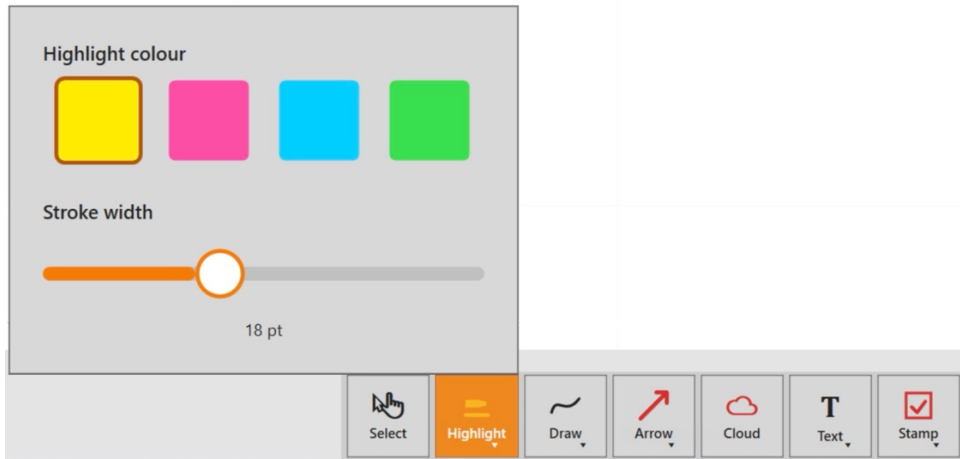 Highlight colour
Stroke width
18 pt
Select
Highlight
Draw
Arrow
Cloud
T
Text
Stamp